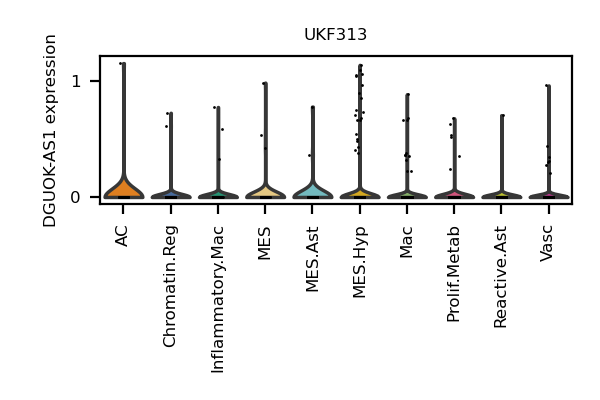 UKF313
DGUOK-AS1 expression
1
0
AC
Chromatin.Reg
Inflammatory.Mac
MES
MES.Ast
MES.Hyp
Mac
Prolif.Metab
Reactive.Ast
Vasc